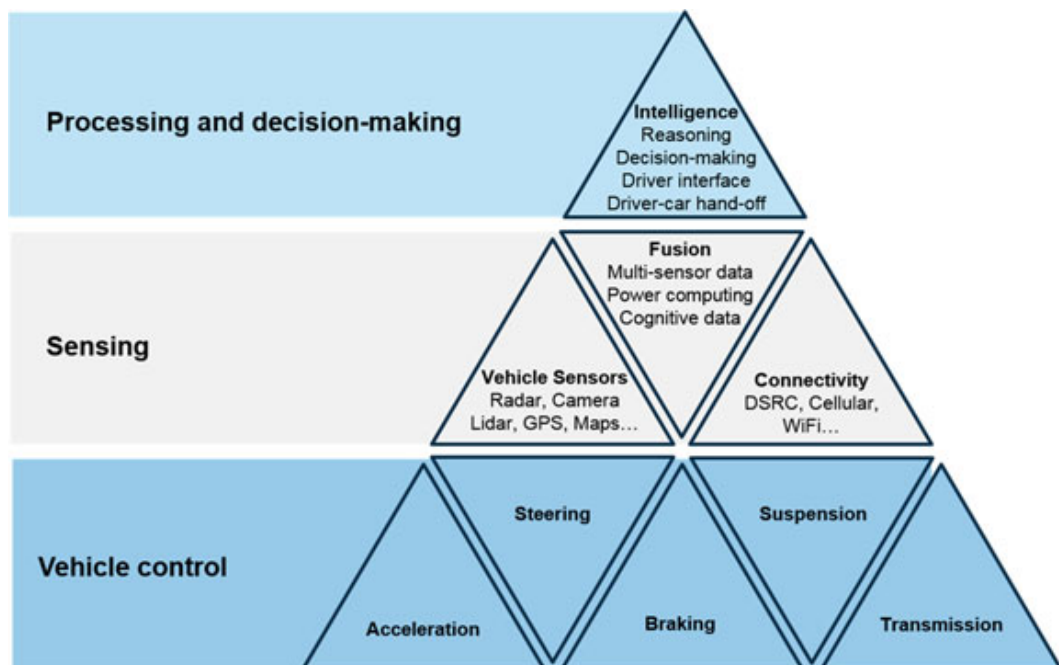 Processing and decision-making
Intelligence
Reasoning
Decision-making
Driver interface
Driver-car hand-off
Sensing
Fusion
Multi-sensor data
Power computing
Cognitive data
Vehicle Sensors
Radar, Camera
Lidar, GPS, Maps...
Connectivity
DSRC, Cellular,
WiFi...
Vehicle control
Steering
Suspension
Acceleration
Braking
Transmission